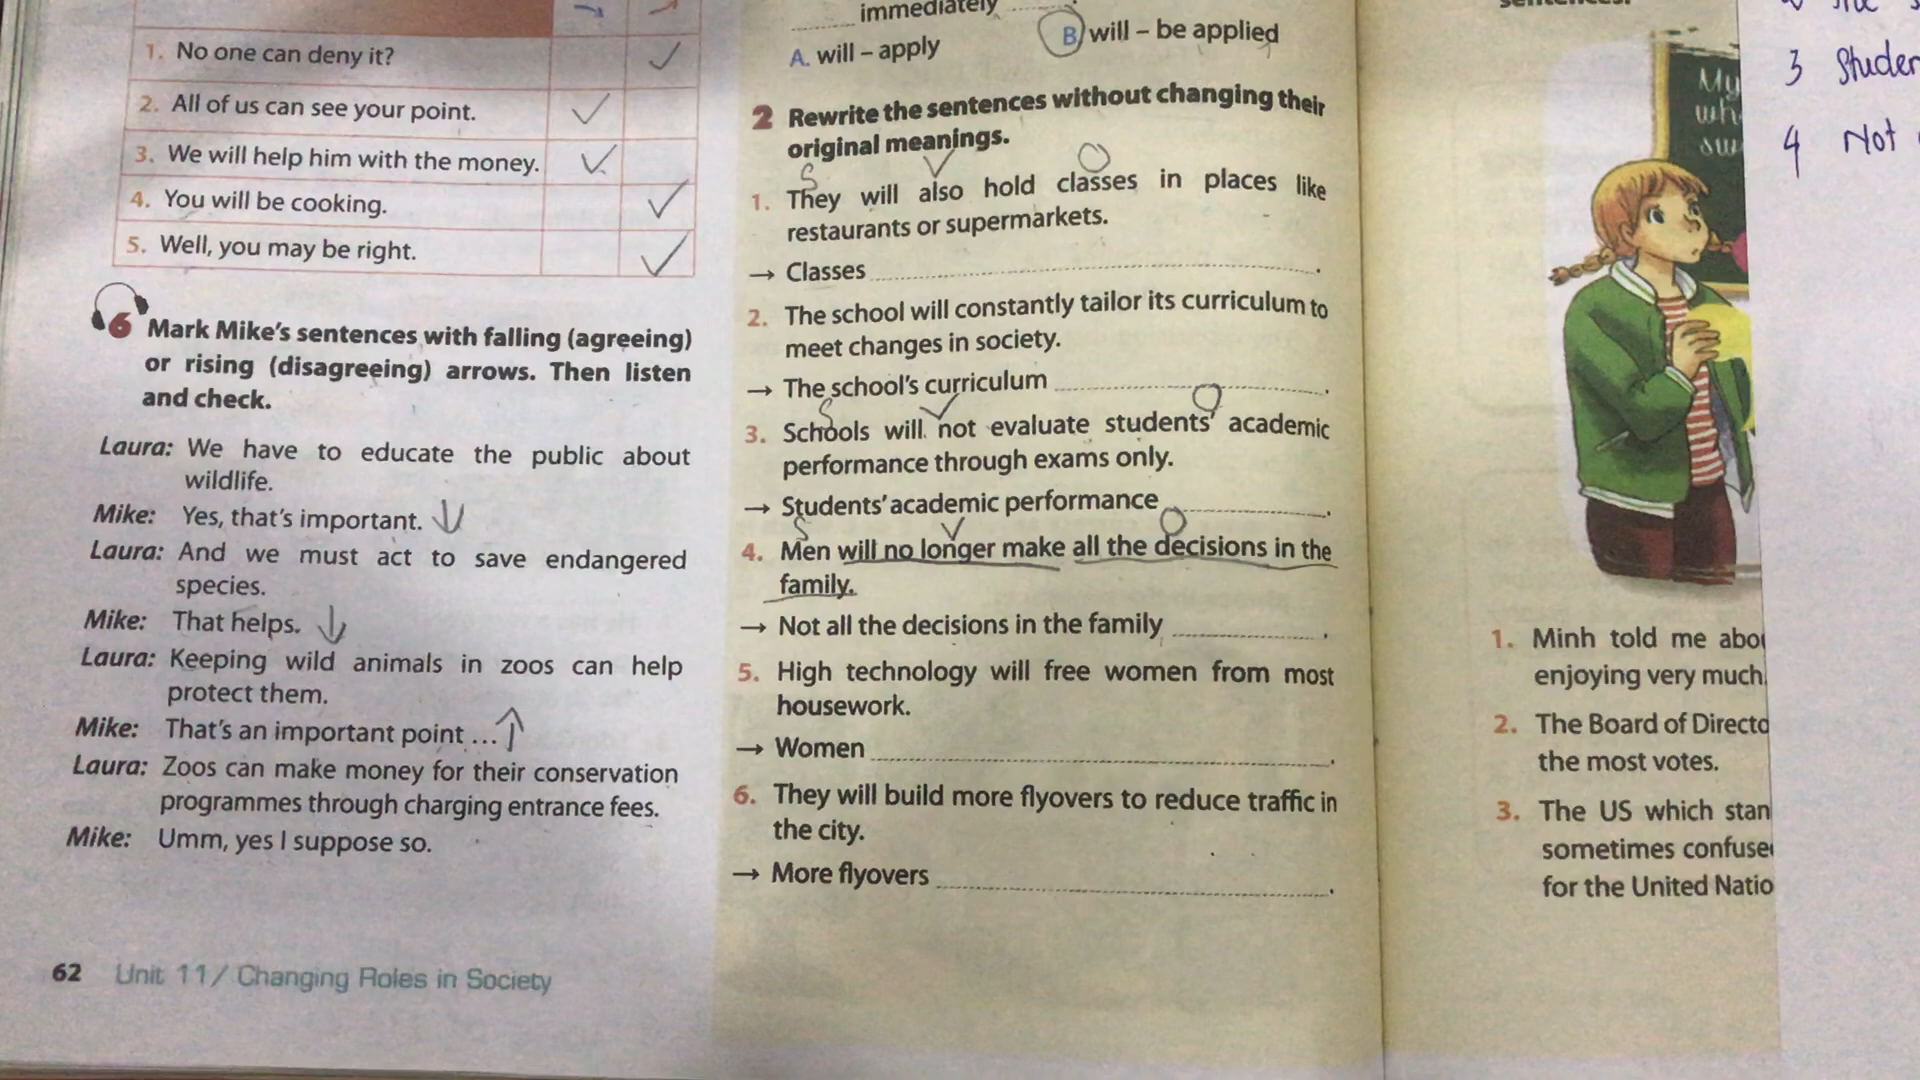 1. No one can deny it?
2. All of us can see your point.
3. We will help him with the money.
4. You will be cooking.
5. Well, you may be right.
6 Mark Mike's sentences with falling (agreeing)
or rising (disagreeing) arrows. Then listen
and check.
Laura: We have to educate the public about
wildlife.
Mike: Yes, that's important.
Laura: And we must act to save endangered
species.
Mike: That helps.
Laura: Keeping wild animals in zoos can help
protect them.
Mike: That's an important point ...
Laura: Zoos can make money for their conservation
programmes through charging entrance fees.
Mike: Umm, yes I suppose so.
62 Unit 11/ Changing Roles in Society
immediately
A. will – apply
B will – be applied
2 Rewrite the sentences without changing their
original meanings.
S V O
1. They will also hold classes in places like
restaurants or supermarkets.
→ Classes
2. The school will constantly tailor its curriculum to
meet changes in society.
→ The school's curriculum
S V O
3. Schools will not evaluate students' academic
performance through exams only.
→ Students' academic performance
S V O
4. Men will no longer make all the decisions in the
family.
→ Not all the decisions in the family
5. High technology will free women from most
housework.
→ Women
6. They will build more flyovers to reduce traffic in
the city.
→ More flyovers
My
1. Minh told me abo
enjoying very much
2. The Board of Directo
the most votes.
3. The US which stan
sometimes confuse
for the United Natio
3 Studen
4 Not